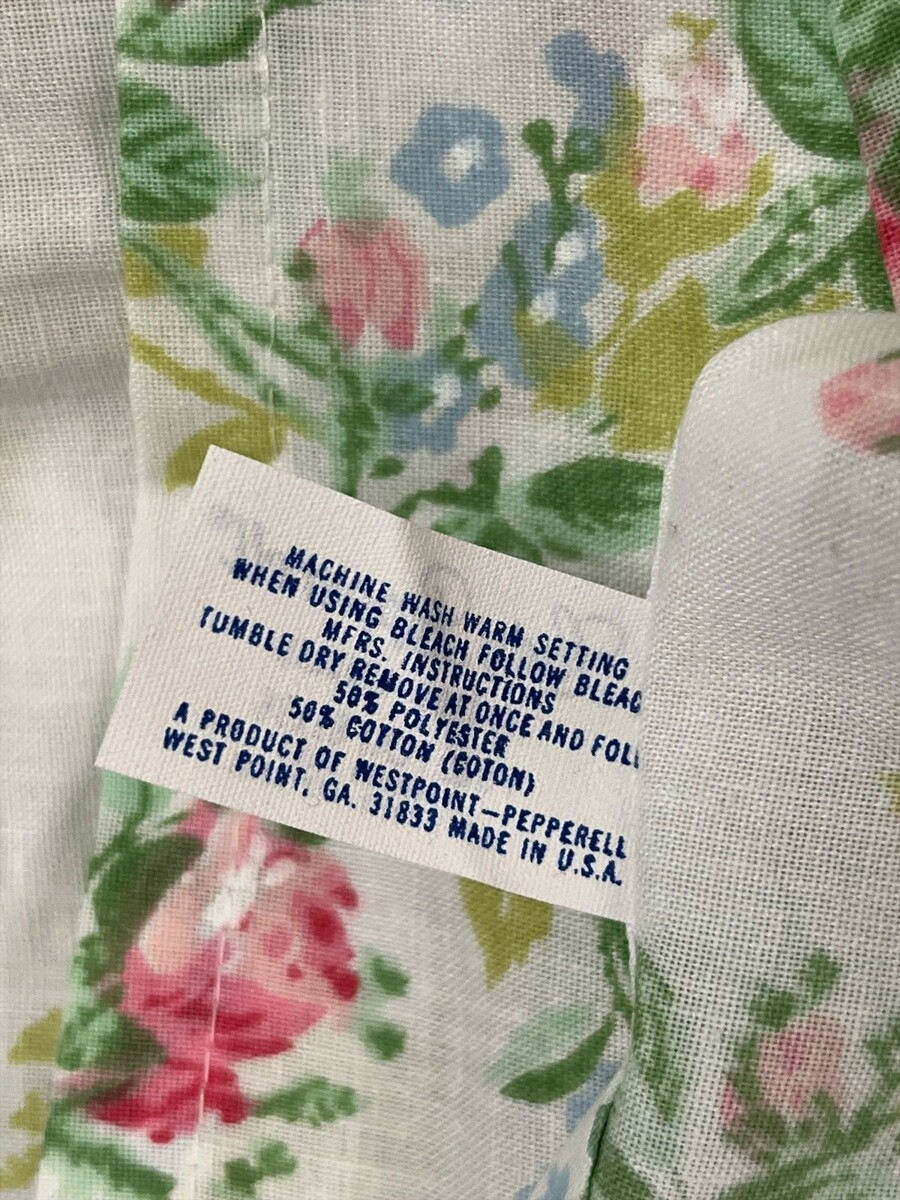 MACHINE WASH WARM SETTING
WHEN USING BLEACH FOLLOW BLEAC
MFRS. INSTRUCTIONS
TUMBLE DRY REMOVE AT ONCE AND FOL
50% POLYESTER
50% COTTON (COTON)
A PRODUCT OF WESTPOINT-PEPPERELL
WEST POINT, GA. 31833 MADE IN U.S.A.